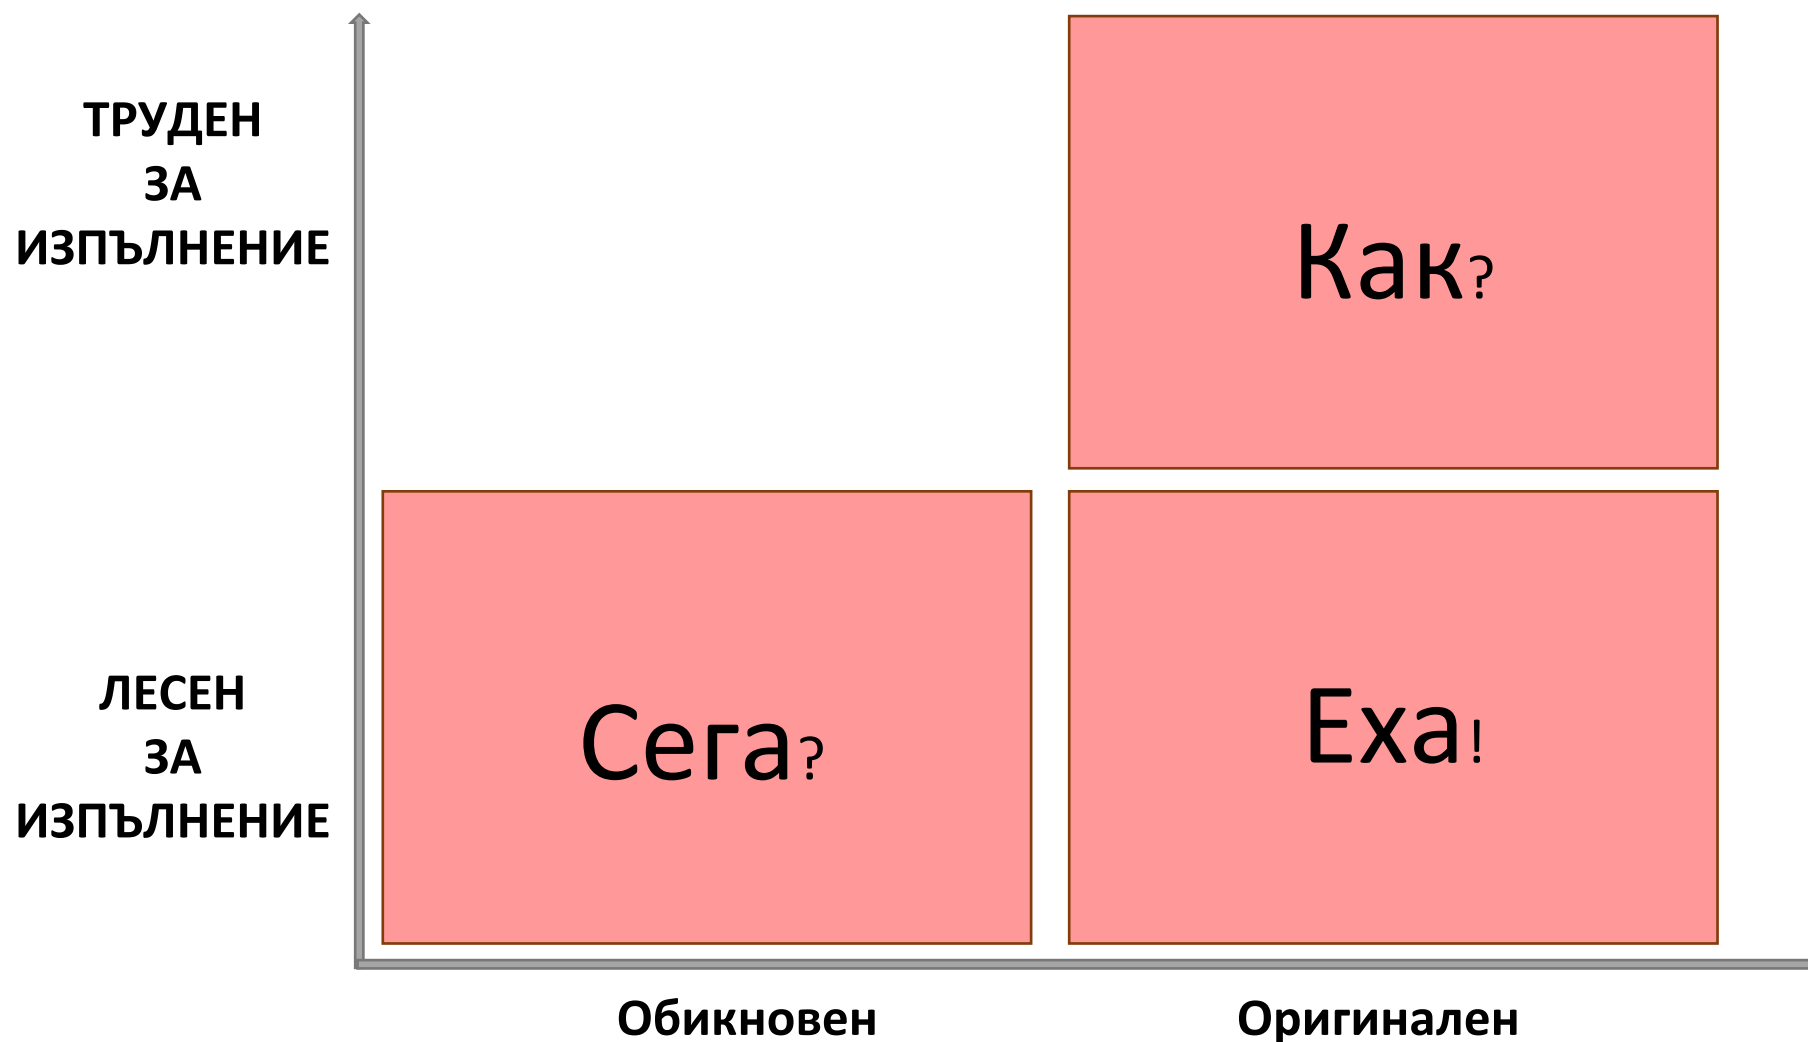 ТРУДЕН
ЗА
ИЗПЪЛНЕНИЕ
Как?
ЛЕСЕН
ЗА
ИЗПЪЛНЕНИЕ
Сега?
Еха!
Обикновен
Оригинален